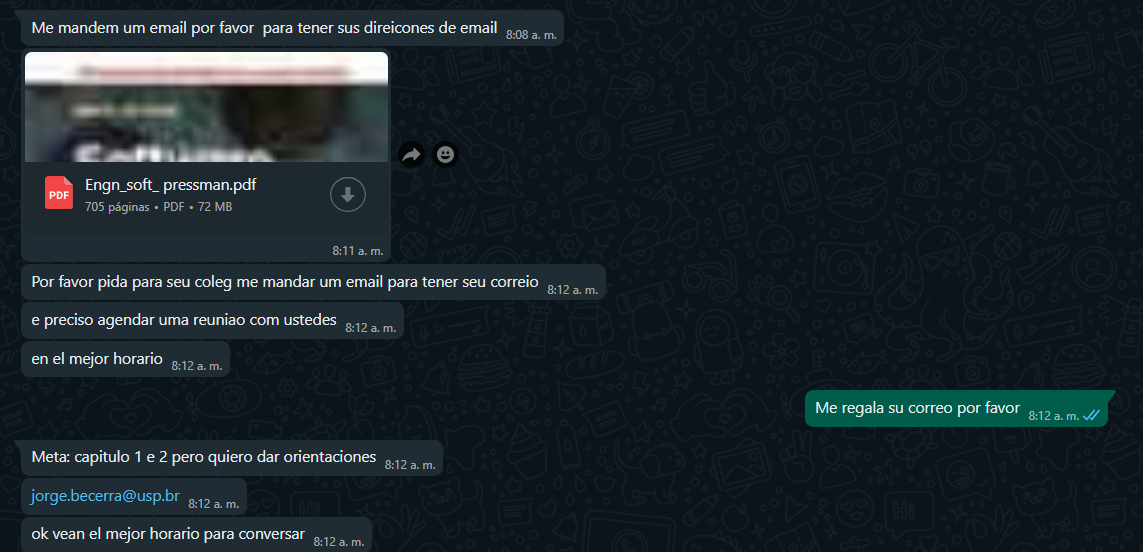 Me mandem um email por favor para tener sus direicones de email 8:08 a. m.
Software
PDF
Engn_soft_ pressman.pdf
705 páginas • PDF • 72 MB
8:11 a. m.
Por favor pida para seu coleg me mandar um email para tener seu correio 8:12 a. m.
e preciso agendar uma reuniao com ustedes 8:12 a. m.
en el mejor horario 8:12 a. m.
Me regala su correo por favor 8:12 a. m.
Meta: capitulo 1 e 2 pero quiero dar orientaciones 8:12 a. m.
jorge.becerra@usp.br 8:12 a. m.
ok vean el mejor horario para conversar 8:12 a. m.